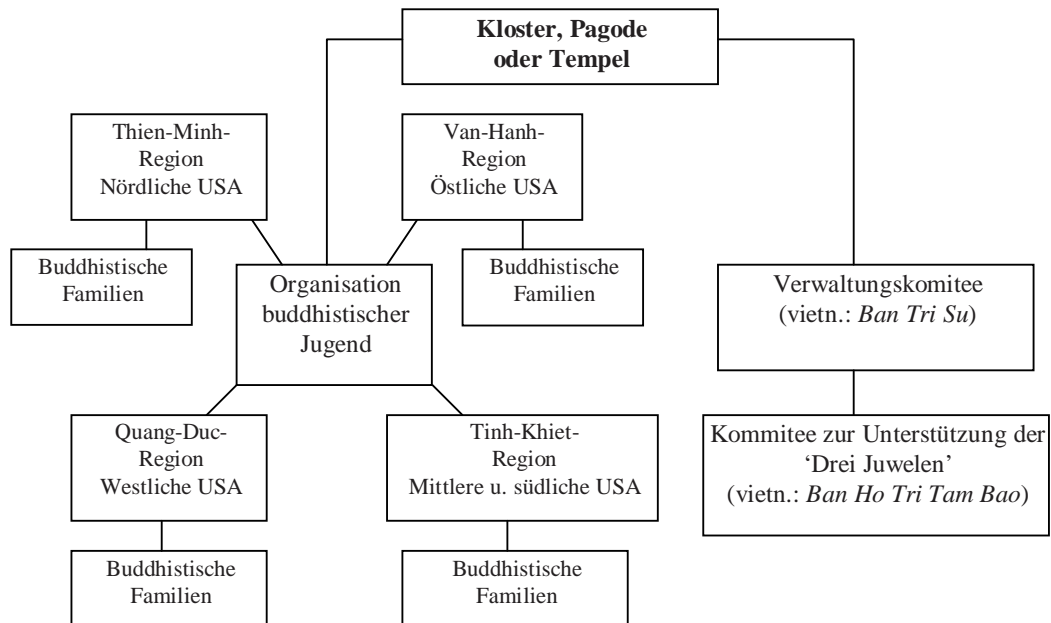 Kloster, Pagode
oder Tempel
Thien-Minh-
Region
Nördliche USA
Van-Hanh-
Region
Östliche USA
Buddhistische
Familien
Organisation
buddhistischer
Jugend
Buddhistische
Familien
Verwaltungskomitee
(vietn.: Ban Tri Su)
Quang-Duc-
Region
Westliche USA
Tinh-Khiet-
Region
Mittlere u. südliche USA
Kommitee zur Unterstützung der
‘Drei Juwelen’
(vietn.: Ban Ho Tri Tam Bao)
Buddhistische
Familien
Buddhistische
Familien